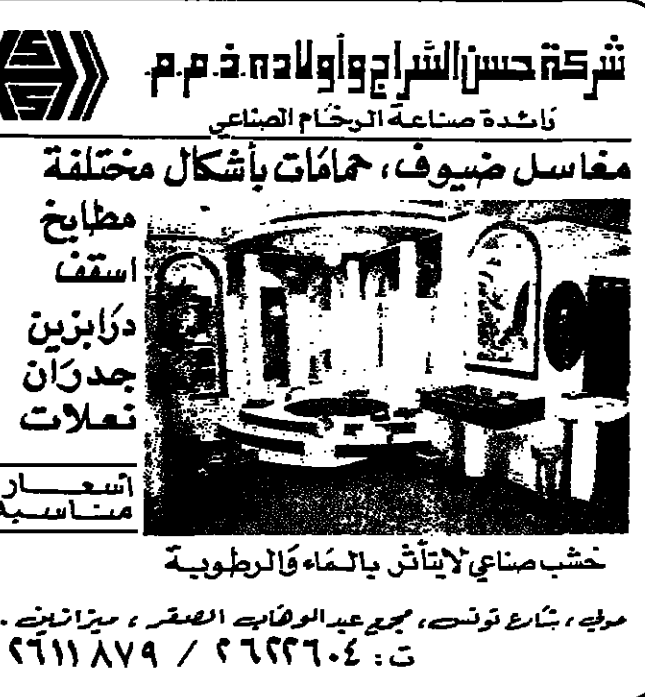 شركة حسن السراج وأولاده ذ.م.م.
رائدة صناعة الرخام الصناعي
مغاسل ضيوف، حمامات بأشكال مختلفة
مطابخ
اسقف
درابزين
جدران
نعلات
أسعار
مناسبة
خشب صناعي لايتأثر بالماء والرطوبة
حولي، شارع تونس، مجمع عبدالوهاب الصقر، ميزانين.
ت: ٢٦٢٢٦٠٤ / ٢٦١١٨٧٩